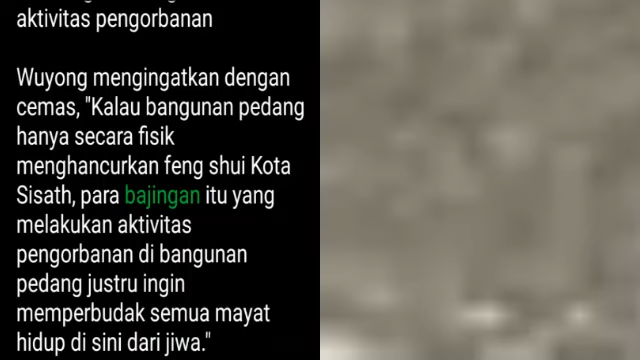 aktivitas pengorbanan
Wuyong mengingatkan dengan
cemas, "Kalau bangunan pedang
hanya secara fisik
menghancurkan feng shui Kota
Sisath, para bajingan itu yang
melakukan aktivitas
pengorbanan di bangunan
pedang justru ingin
memperbudak semua mayat
hidup di sini dari jiwa."